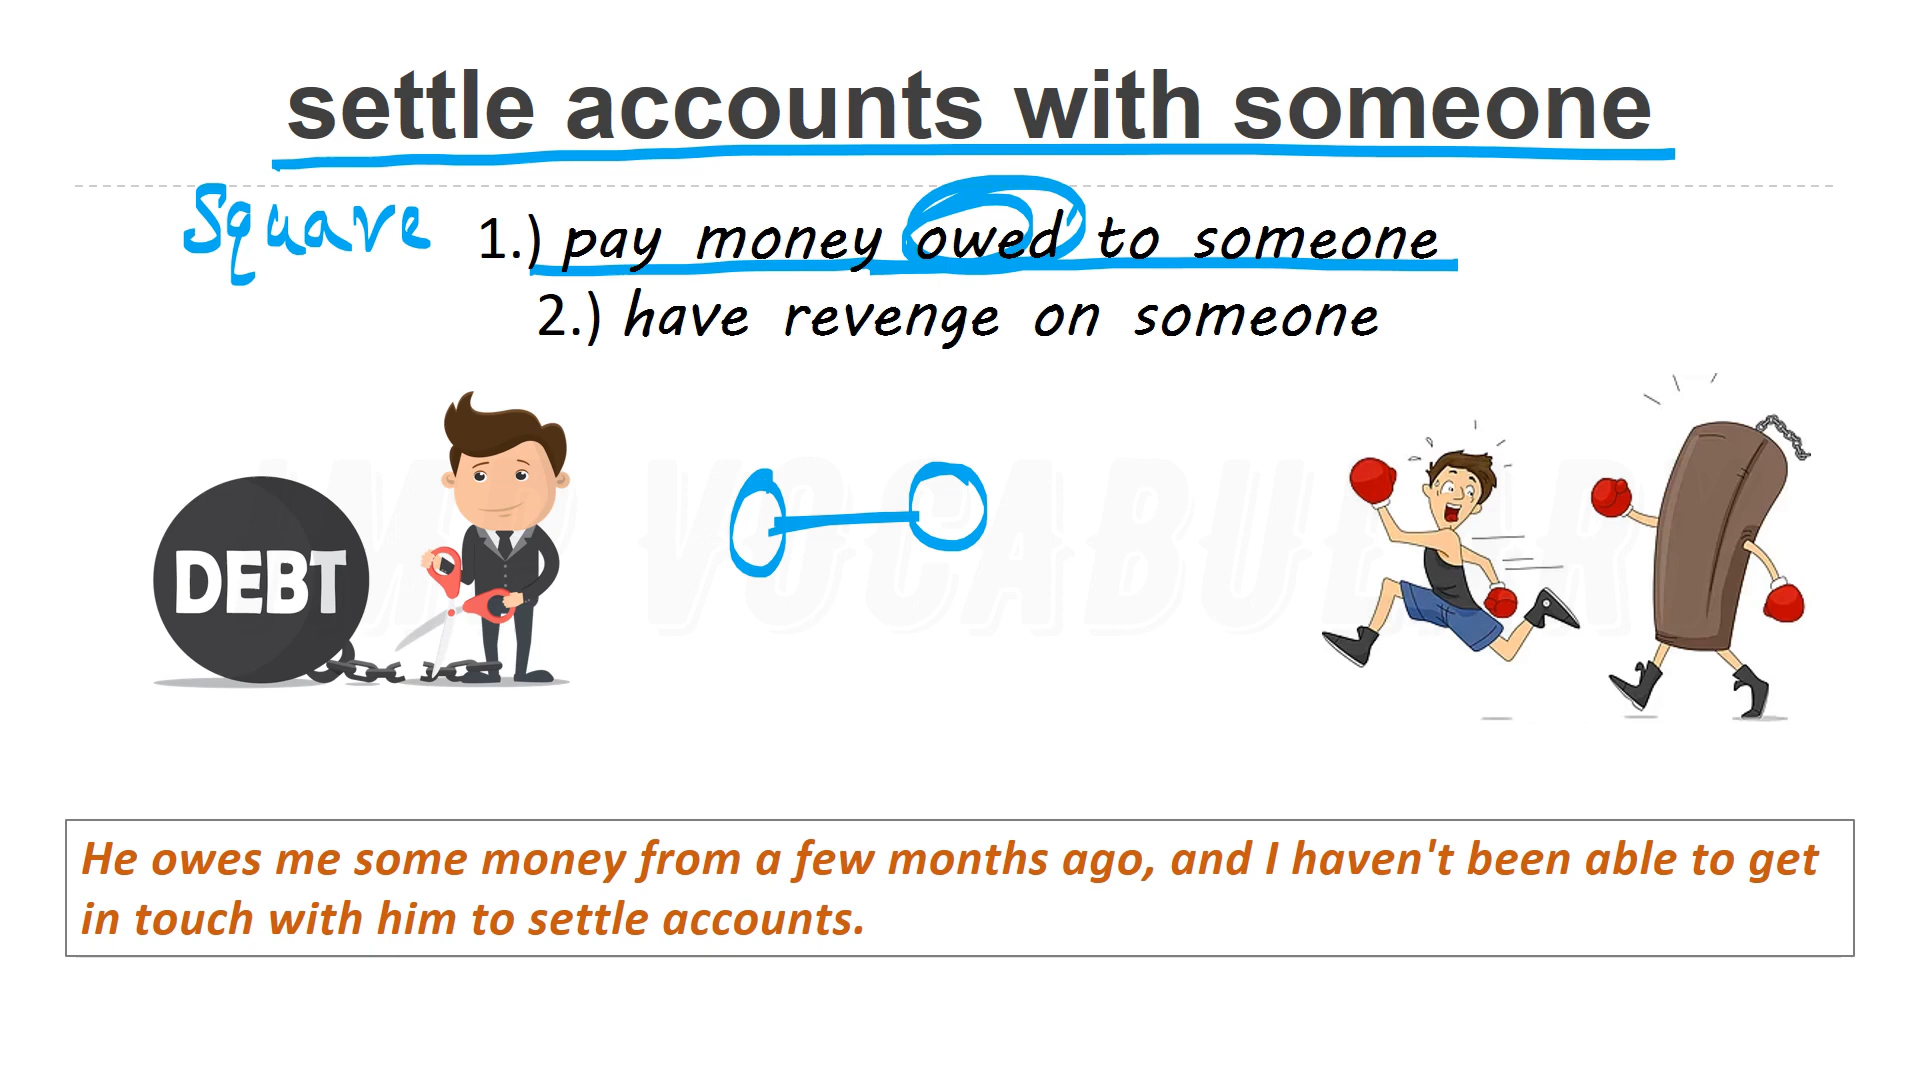 settle accounts with someone
Square
1.) pay money owed to someone
2.) have revenge on someone
DEBT
He owes me some money from a few months ago, and I haven't been able to get
in touch with him to settle accounts.